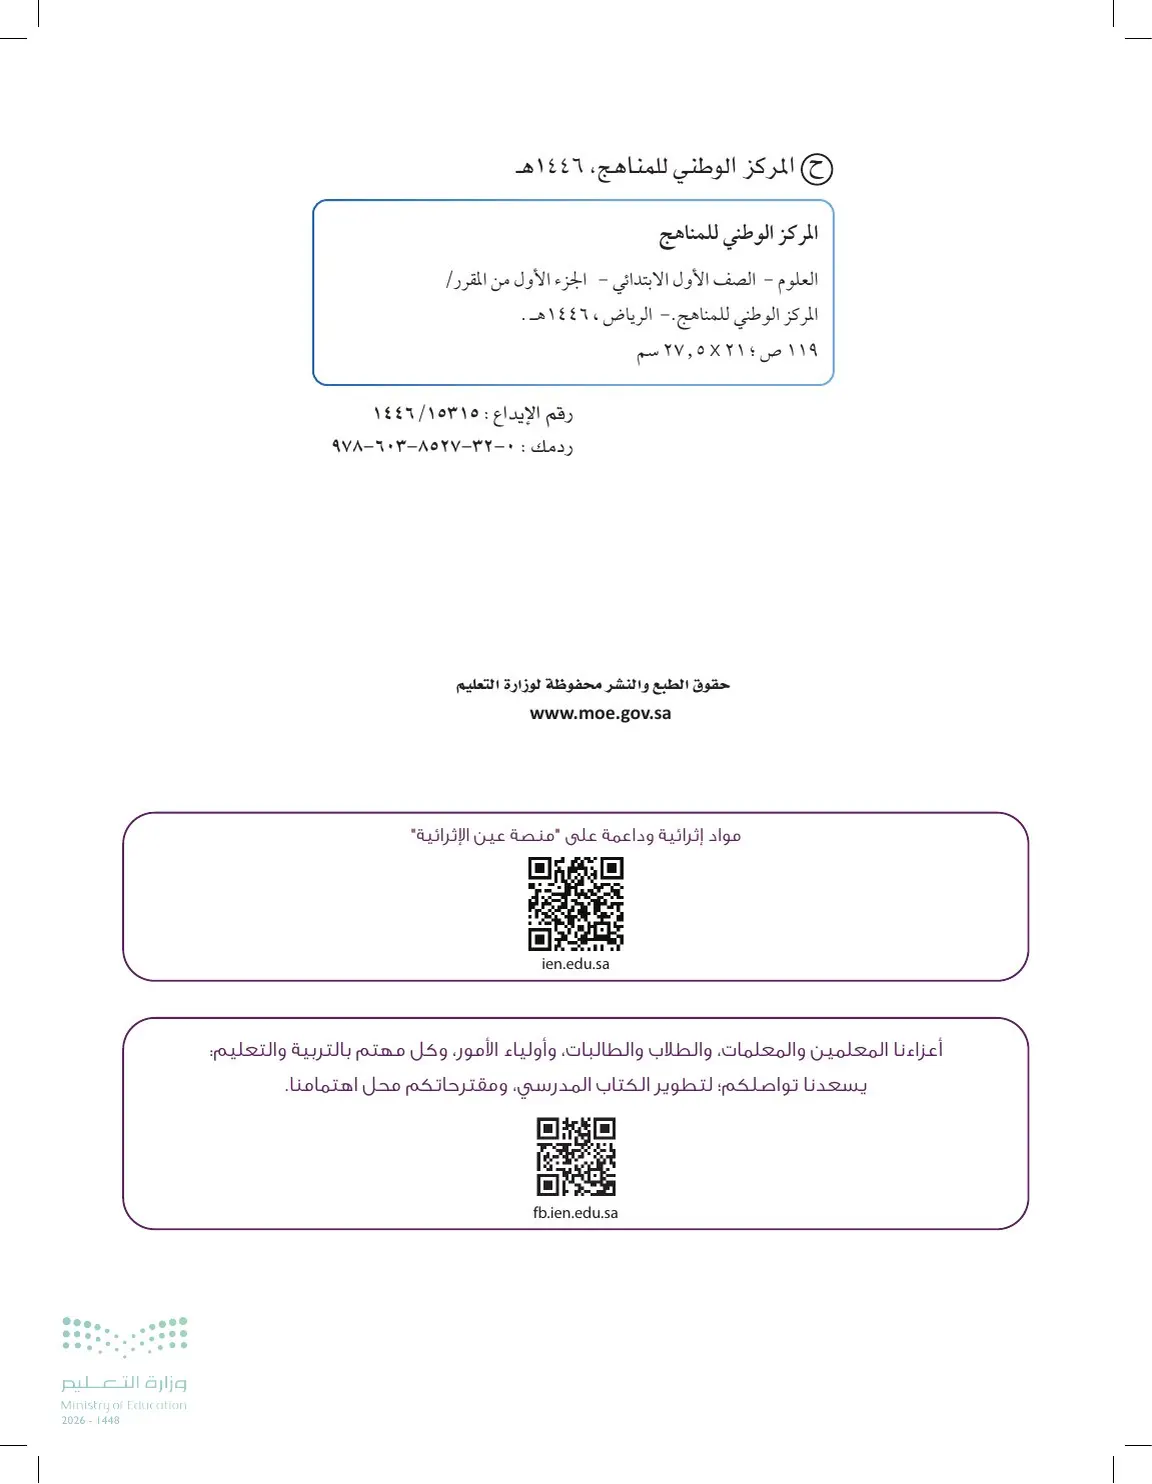 ح المركز الوطني للمناهج، ١٤٤٦هـ
المركز الوطني للمناهج
العلوم - الصف الأول الابتدائي - الجزء الأول من المقرر/
المركز الوطني للمناهج.- الرياض ، ١٤٤٦هـ .
١١٩ ص ؛ ٢١ X ٢٧,٥ سم
رقم الإيداع : ١٥٣١٥/ ١٤٤٦
ردمك : ٠-٣٢-٨٥٢٧-٦٠٣-٩٧٨
حقوق الطبع والنشر محفوظة لوزارة التعليم
www.moe.gov.sa
مواد إثرائية وداعمة على "منصة عين الإثرائية"
ien.edu.sa
أعزاءنا المعلمين والمعلمات، والطلاب والطالبات، وأولياء الأمور، وكل مهتم بالتربية والتعليم:
يسعدنا تواصلكم؛ لتطوير الكتاب المدرسي، ومقترحاتكم محل اهتمامنا.
fb.ien.edu.sa
وزارة التعـــليم
Ministry of Education
2026 - 1448